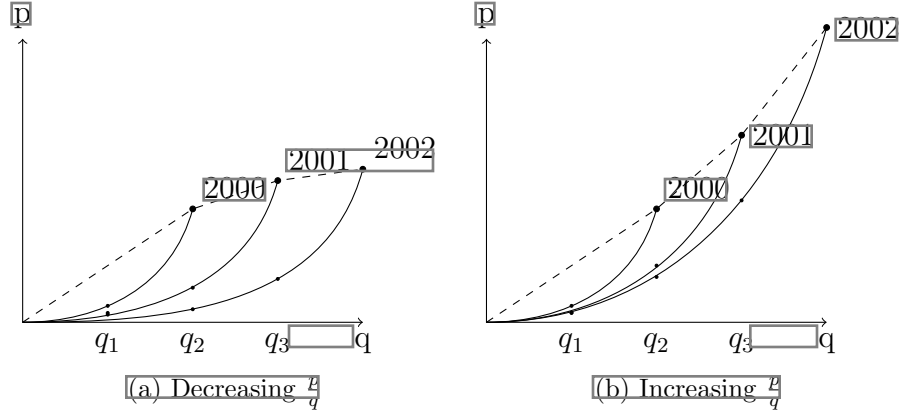 p
2000
2001
2002
q₁ q₂ q₃ q
(a) Decreasing p/q
p
2000
2001
2002
q₁ q₂ q₃ q
(b) Increasing p/q